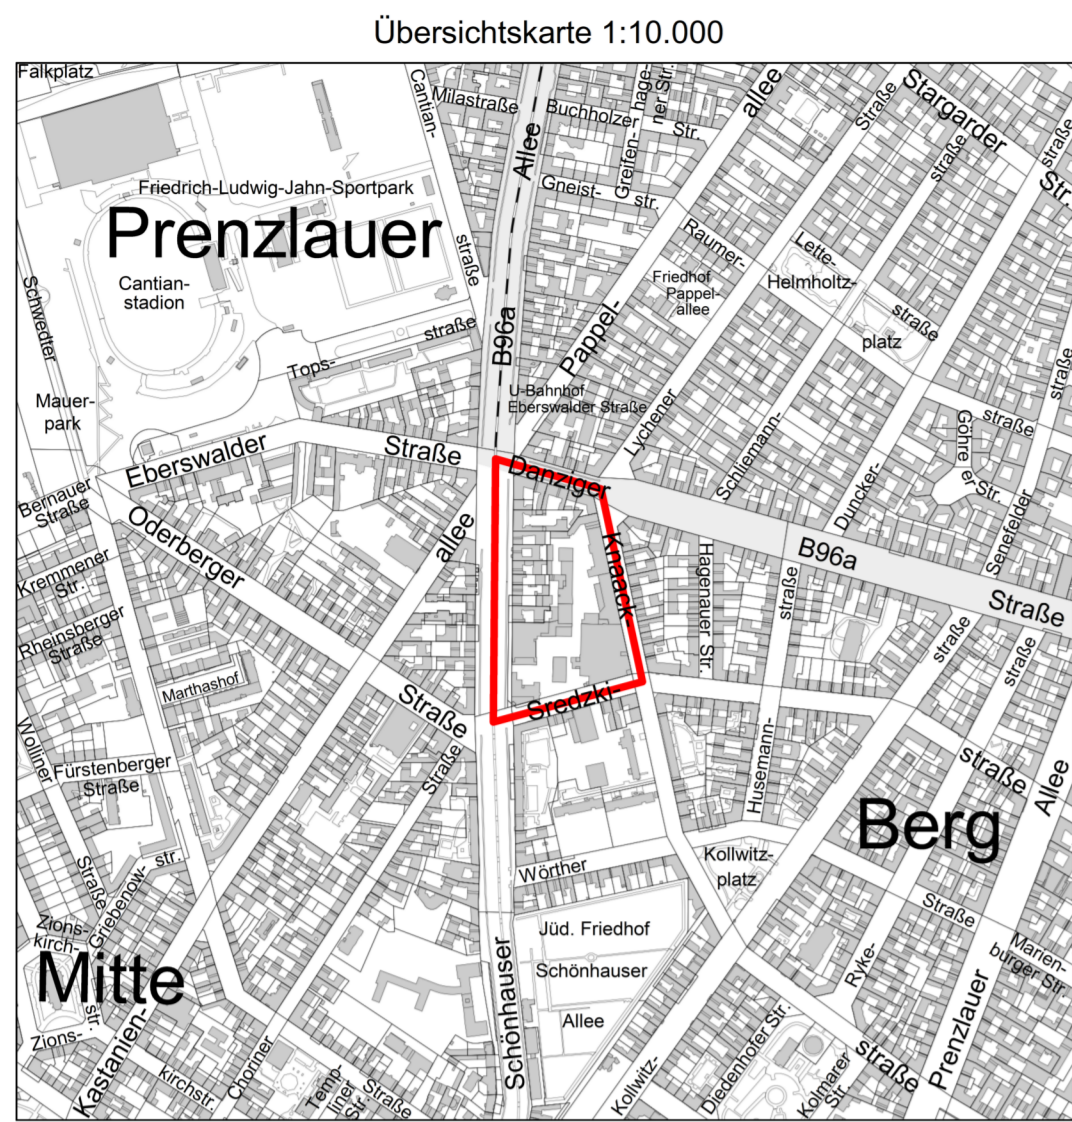 Übersichtskarte 1:10.000
Falkplatz
Cantian-
straße
Milastraße
Allee
Buchholzer
Str.
Greifen-
hage-
ner Str.
allee
Straße
Stargarder
Str.
straße
straße
Gneist-
str.
Friedrich-Ludwig-Jahn-Sportpark
Prenzlauer
Cantian-
stadion
Schwedter
Raumer-
Lette-
Helmholtz-
platz
straße
Friedhof
Pappel-
allee
B96a
Pappel-
straße
Tops-
U-Bahnhof
Eberswalder Straße
Mauer-
park
Lychener
straße
straße
Göhre
er Str.
Eberswalder
Straße
Danziger
Schliemann-
Duncker-
Senefelder
Bernauer
Straße
Oderberger
allee
Knaack-
Hagenauer Str.
B96a
Straße
Kremmener
Str.
straße
straße
straße
Rheinsberger
Straße
Marthashof
Straße
Sredzki-
Wolliner
Fürstenberger
Straße
Straße
Husemann-
straße
Allee
Berg
Straße
Griebenow-
str.
Wörther
Kollwitz-
platz
Straße
Zions-
kirch-
str.
Mitte
Jüd. Friedhof
Schönhauser
Allee
Schönhauser
Ryke-
Marien-
burger Str.
Zions-
kirchstr.
Kastanien-
Choriner
Temp-
liner
Str.
Straße
Kollwitz-
Diedenhofer Str.
Kolmarer
Str.
straße
Prenzlauer